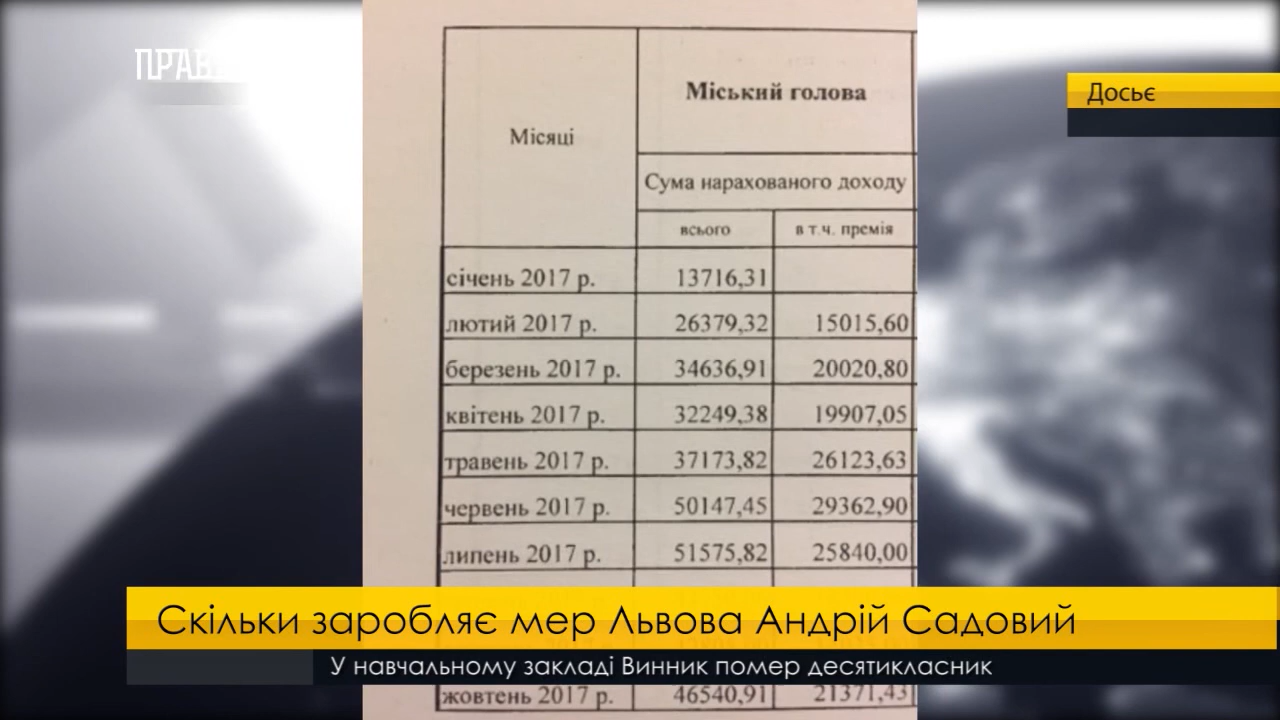 ПРАВ
Досьє
Місяці
Міський голова
Сума нарахованого доходу
всього в т.ч. премія
січень 2017 р. 13716,31
лютий 2017 р. 26379,32 15015,60
березень 2017 р. 34636,91 20020,80
квітень 2017 р. 32249,38 19907,05
травень 2017 р. 37173,82 26123,63
червень 2017 р. 50147,45 29362,90
липень 2017 р. 51575,82 25840,00
Скільки заробляє мер Львова Андрій Садовий
У навчальному закладі Винник помер десятикласник
жовтень 2017 р. 46540,91 21371,43